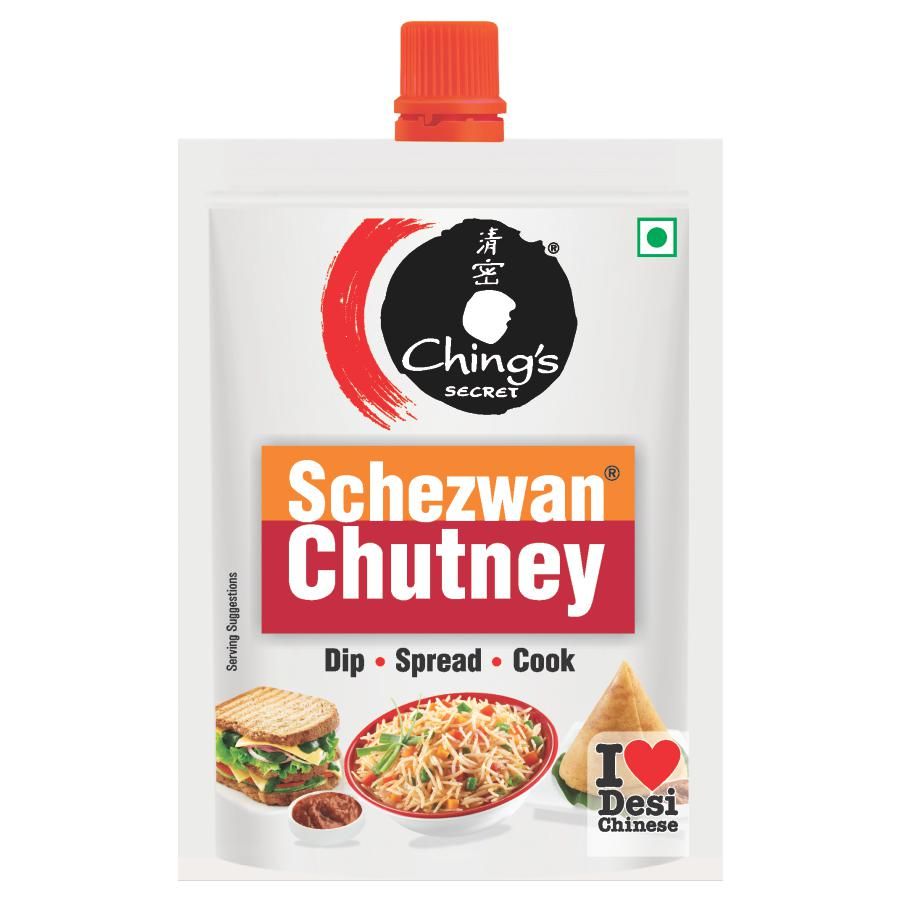 清
密
®
Ching's
SECRET
Schezwan®
Chutney
Dip • Spread • Cook
Serving Suggestions
I ♥
Desi
Chinese